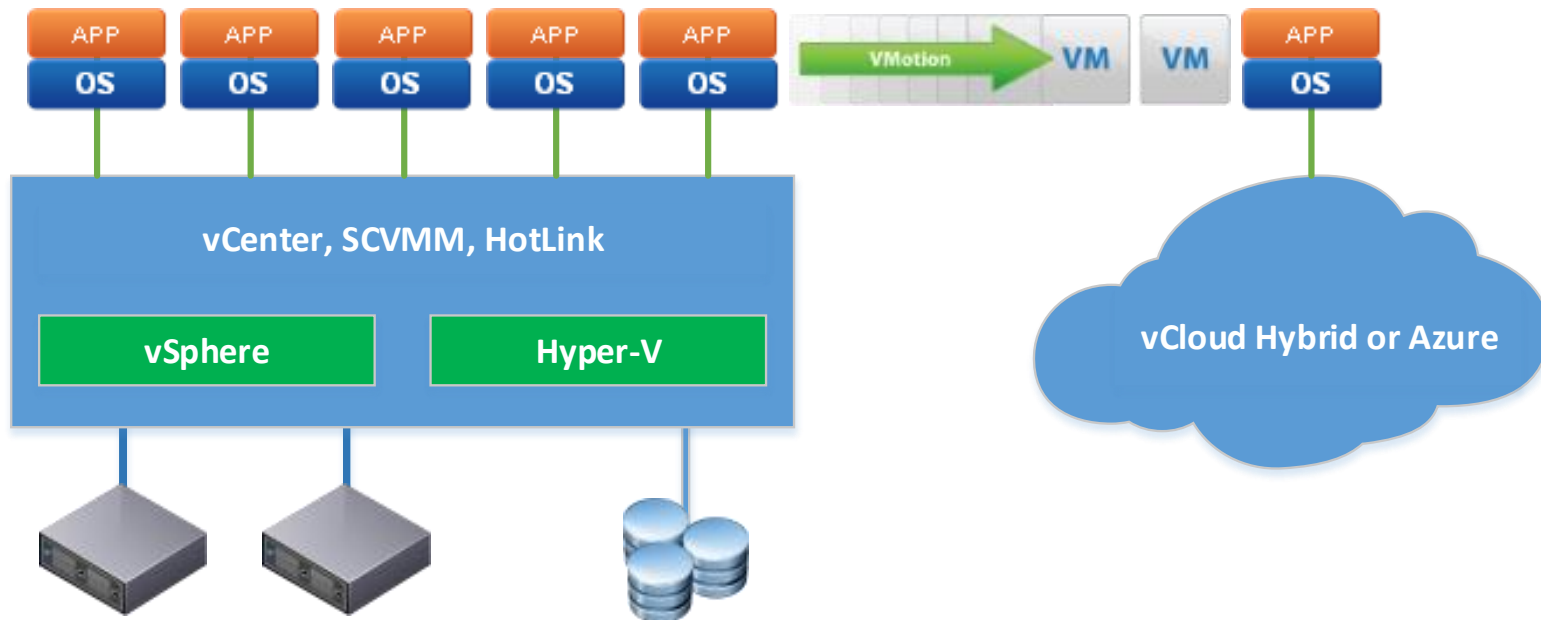 APP APP APP APP APP APP
OS OS OS OS OS VMotion VM VM OS
vCenter, SCVMM, HotLink
vSphere Hyper-V
vCloud Hybrid or Azure